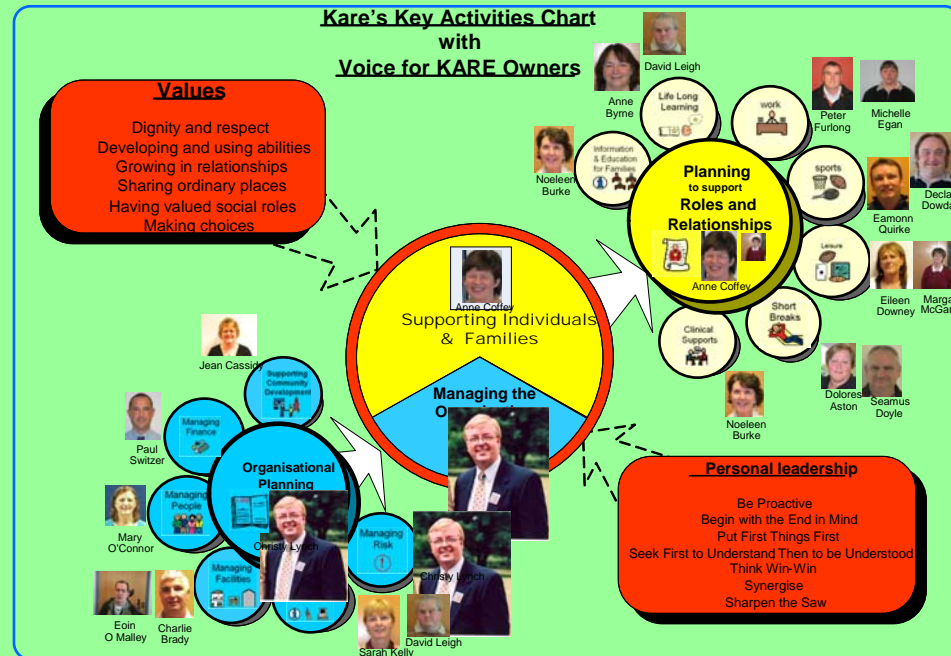 Kare's Key Activities Chart
with
Voice for KARE Owners
Values
Dignity and respect
Developing and using abilities
Growing in relationships
Sharing ordinary places
Having valued social roles
Making choices
David Leigh
Anne
Byrne
Life Long
Learning
work
Peter
Furlong
Michelle
Egan
Information
& Education
for Families
Noeleen
Burke
Planning
to support
Roles and
Relationships
Anne Coffey
sports
Eamonn
Quirke
Decla
Dowda
Leisure
Eileen
Downey
Marga
McGar
Short
Breaks
Dolores
Aston
Seamus
Doyle
Clinical
Supports
Noeleen
Burke
Anne Coffey
Supporting Individuals
& Families
Managing the
Jean Cassidy
Supporting
Community
Development
Managing
Finance
Paul
Switzer
Organisational
Planning
Christy Lynch
Managing
People
Mary
O'Connor
Managing
Facilities
Eoin
O Malley
Charlie
Brady
Managing
Risk
Christy Lynch
Sarah Kelly
David Leigh
Personal leadership
Be Proactive
Begin with the End in Mind
Put First Things First
Seek First to Understand Then to be Understood
Think Win-Win
Synergise
Sharpen the Saw